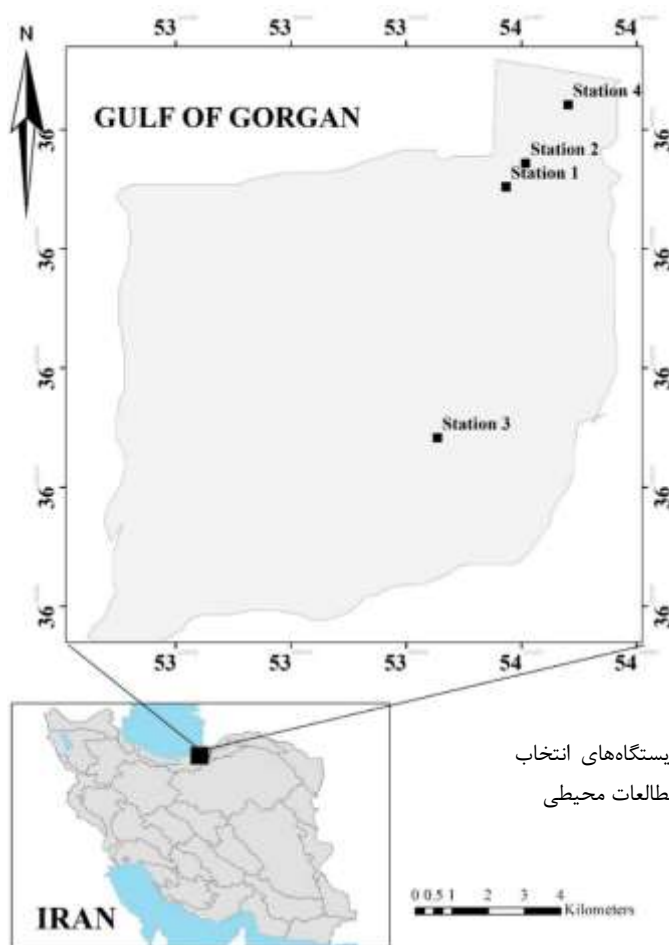 N
53 53 53 54 54
GULF OF GORGAN
Station 4
Station 2
Station 1
Station 3
36 36 36 36 36
36 36 36 36 36
53 53 53 54 54
IRAN
یستگاه‌های انتخاب
طالعات محیطی
0 0.5 1 2 3 4
Kilometers